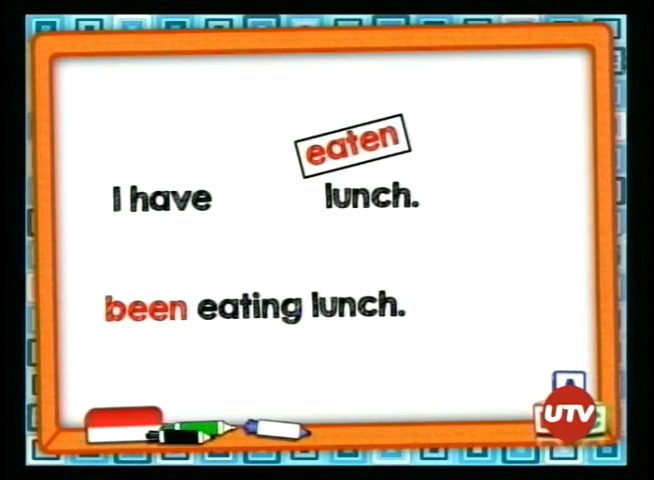 eaten
I have lunch.
been eating lunch.
A
UTV